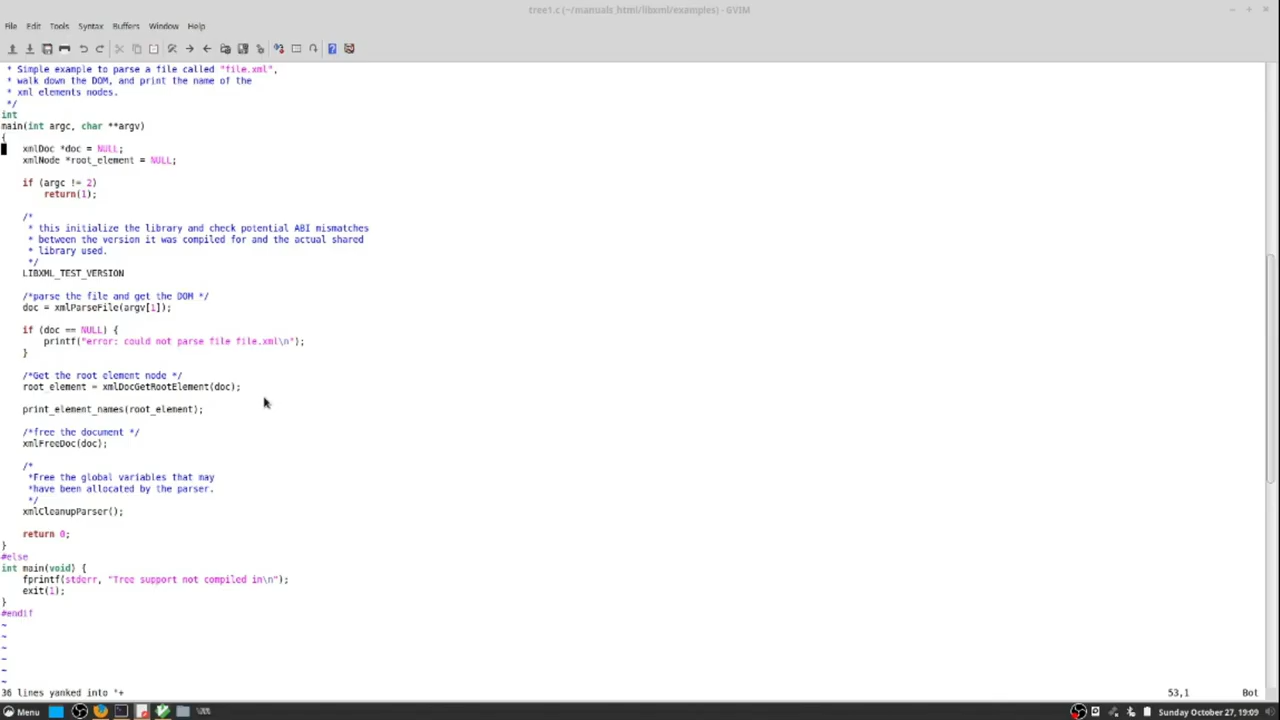 tree1.c (~/manuals_html/libxml/examples) - GVIM
File Edit Tools Syntax Buffers Window Help
* Simple example to parse a file called "file.xml",
* walk down the DOM, and print the name of the
* xml elements nodes.
*/
int
main(int argc, char **argv)
{
xmlDoc *doc = NULL;
xmlNode *root_element = NULL;
if (argc != 2)
return(1);
/*
* this initialize the library and check potential ABI mismatches
* between the version it was compiled for and the actual shared
* library used.
*/
LIBXML_TEST_VERSION
/*parse the file and get the DOM */
doc = xmlParseFile(argv[1]);
if (doc == NULL) {
printf("error: could not parse file file.xml\n");
}
/*Get the root element node */
root_element = xmlDocGetRootElement(doc);
print_element_names(root_element);
/*free the document */
xmlFreeDoc(doc);
/*
*Free the global variables that may
*have been allocated by the parser.
*/
xmlCleanupParser();
return 0;
}
#else
int main(void) {
fprintf(stderr, "Tree support not compiled in\n");
exit(1);
}
#endif
~
~
~
~
~
~
36 lines yanked into "+ 53,1 Bot
Menu Sunday October 27, 19:09